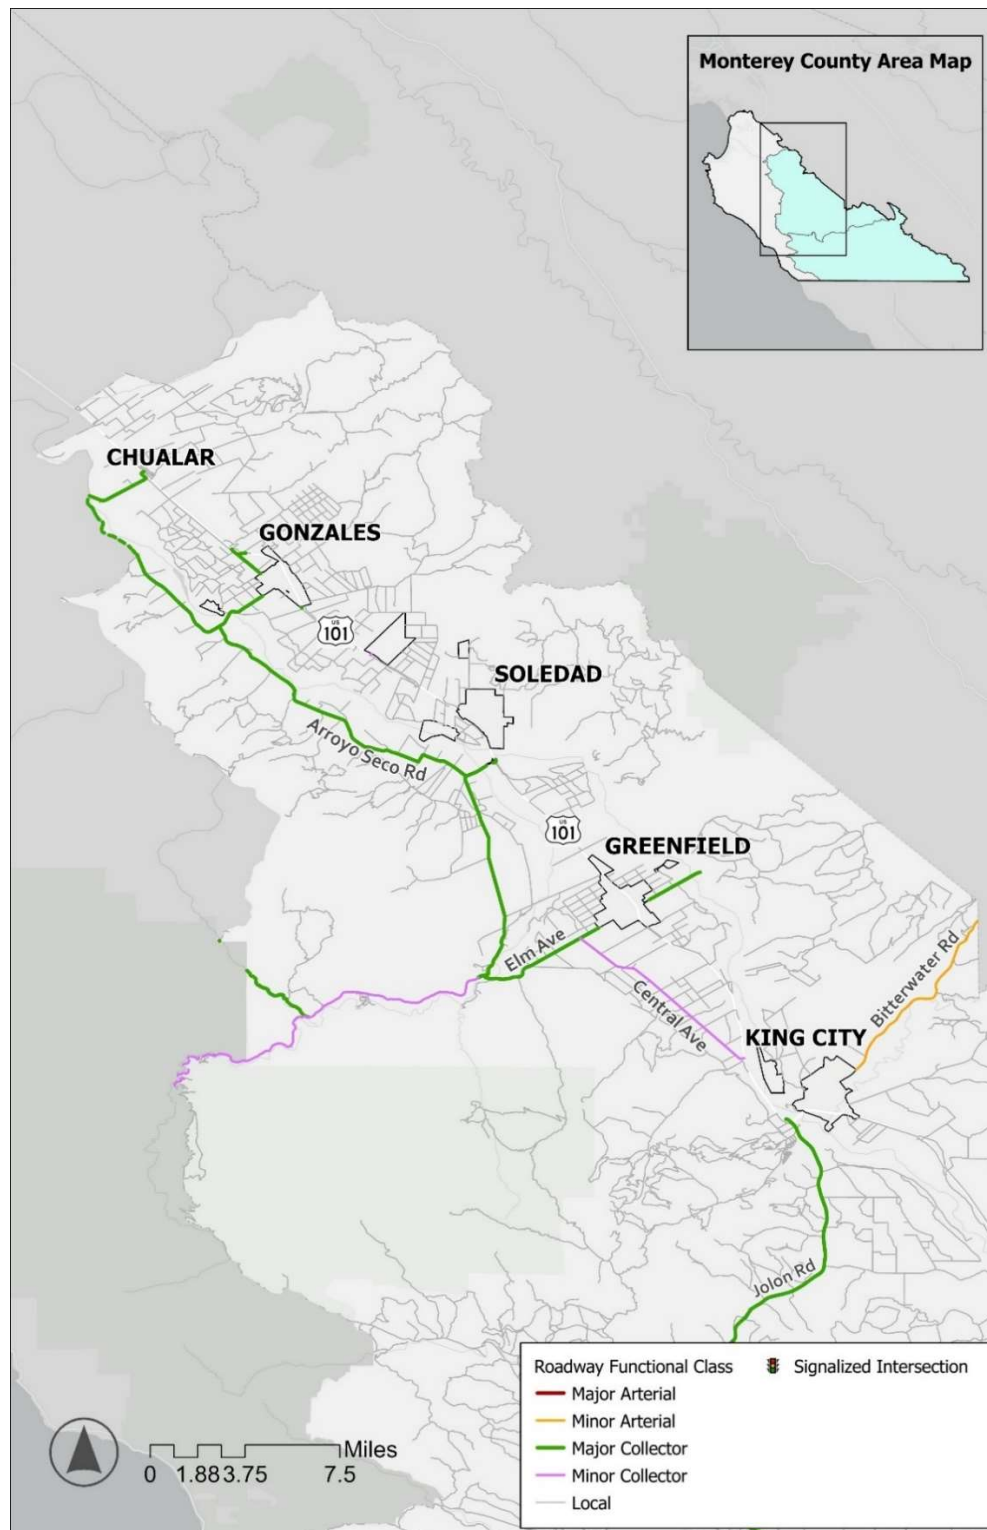 Monterey County Area Map
CHUALAR
GONZALES
US
101
SOLEDAD
Arroyo Seco Rd
US
101
GREENFIELD
Elm Ave
Central Ave
Bitterwater Rd
KING CITY
Jolon Rd
Roadway Functional Class
Signalized Intersection
Major Arterial
Minor Arterial
Major Collector
Minor Collector
Local
Miles
0 1.88 3.75 7.5